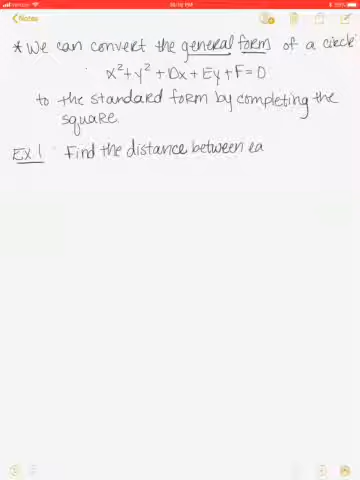 Notes
* We can convert the general form of a circle
x² + y² + Dx + Ey + F = 0
to the standard form by completing the
square.
Ex 1 Find the distance between ea